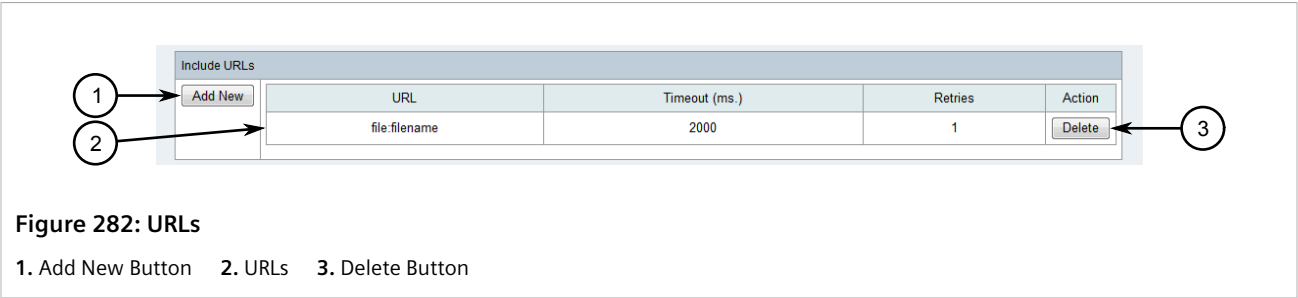 Include URLs
1 Add New URL Timeout (ms.) Retries Action
2 file:filename 2000 1 Delete 3
Figure 282: URLs
1. Add New Button 2. URLs 3. Delete Button